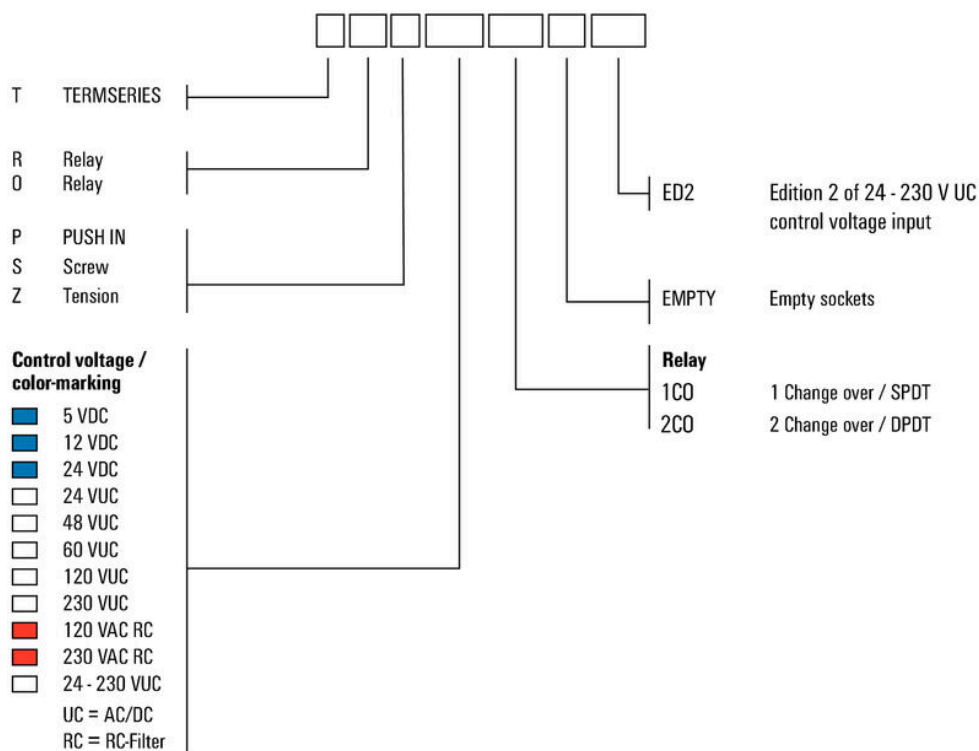 T TERMSERIES
R Relay
O Relay
P PUSH IN
S Screw
Z Tension
Control voltage /
color-marking
5 VDC
12 VDC
24 VDC
24 VUC
48 VUC
60 VUC
120 VUC
230 VUC
120 VAC RC
230 VAC RC
24 - 230 VUC
UC = AC/DC
RC = RC-Filter
ED2 Edition 2 of 24 - 230 V UC
control voltage input
EMPTY Empty sockets
Relay
1CO 1 Change over / SPDT
2CO 2 Change over / DPDT